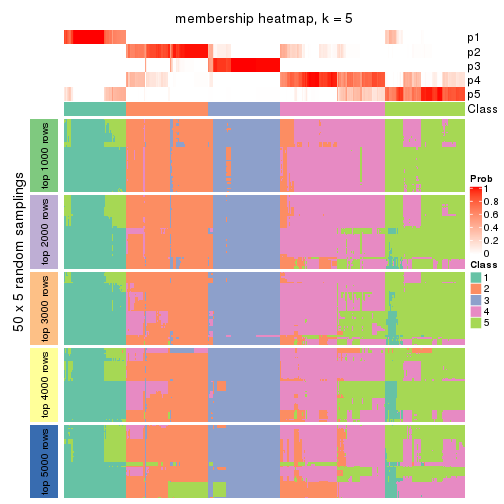 membership heatmap, k = 5
p1
p2
p3
p4
p5
Class
50 x 5 random samplings
top 1000 rows
top 2000 rows
top 3000 rows
top 4000 rows
top 5000 rows
Prob
1
0.8
0.6
0.4
0.2
0
Class
1
2
3
4
5